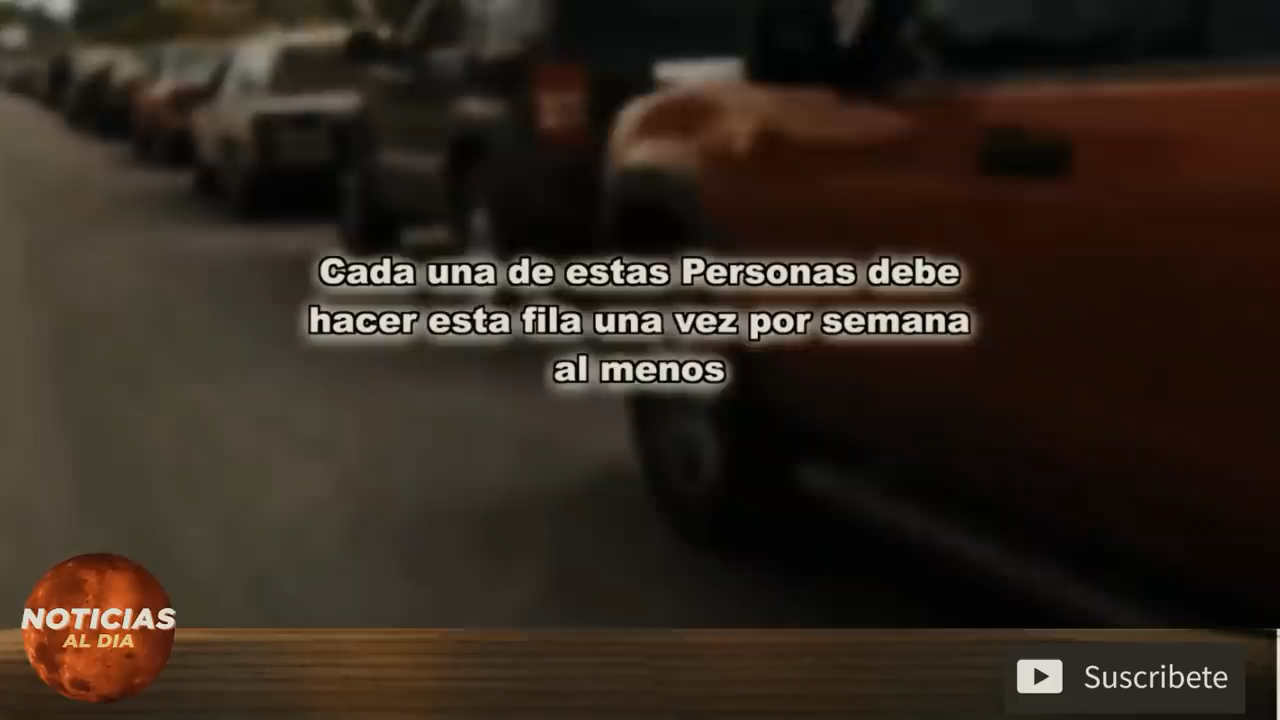 Cada una de estas Personas debe
hacer esta fila una vez por semana
al menos
NOTICIAS
AL DIA
Suscribete